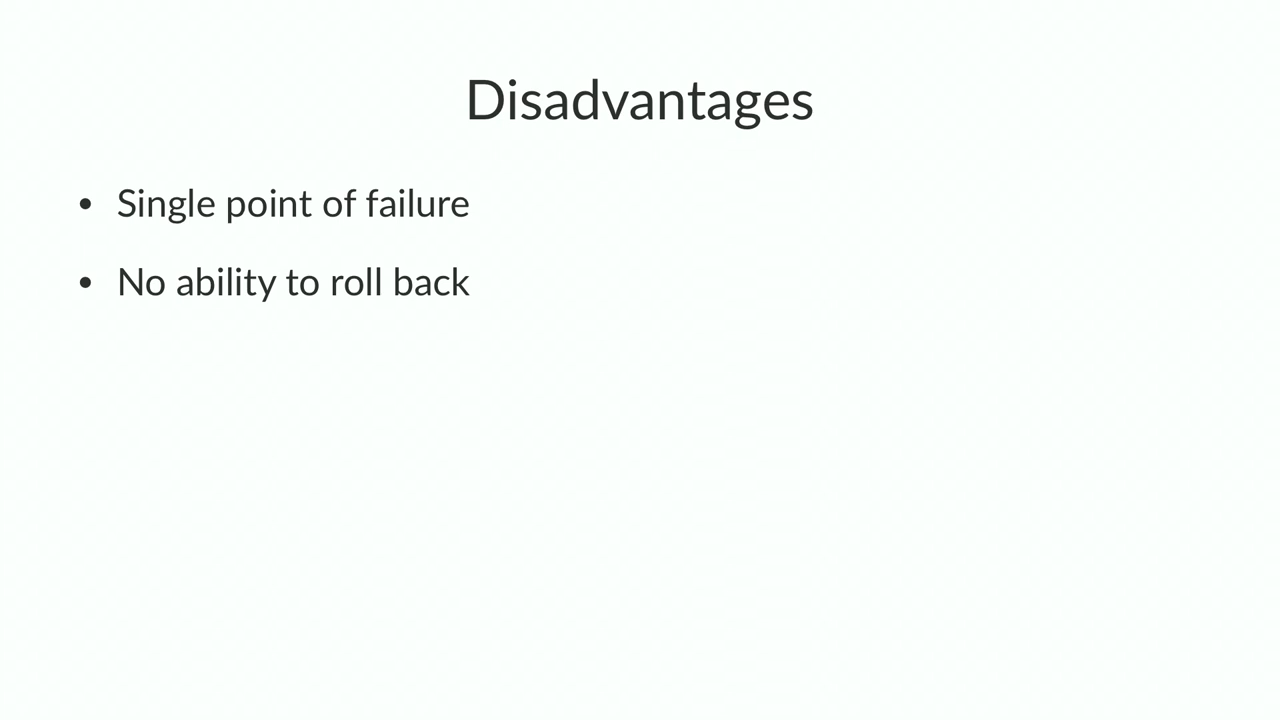 Disadvantages
• Single point of failure
• No ability to roll back